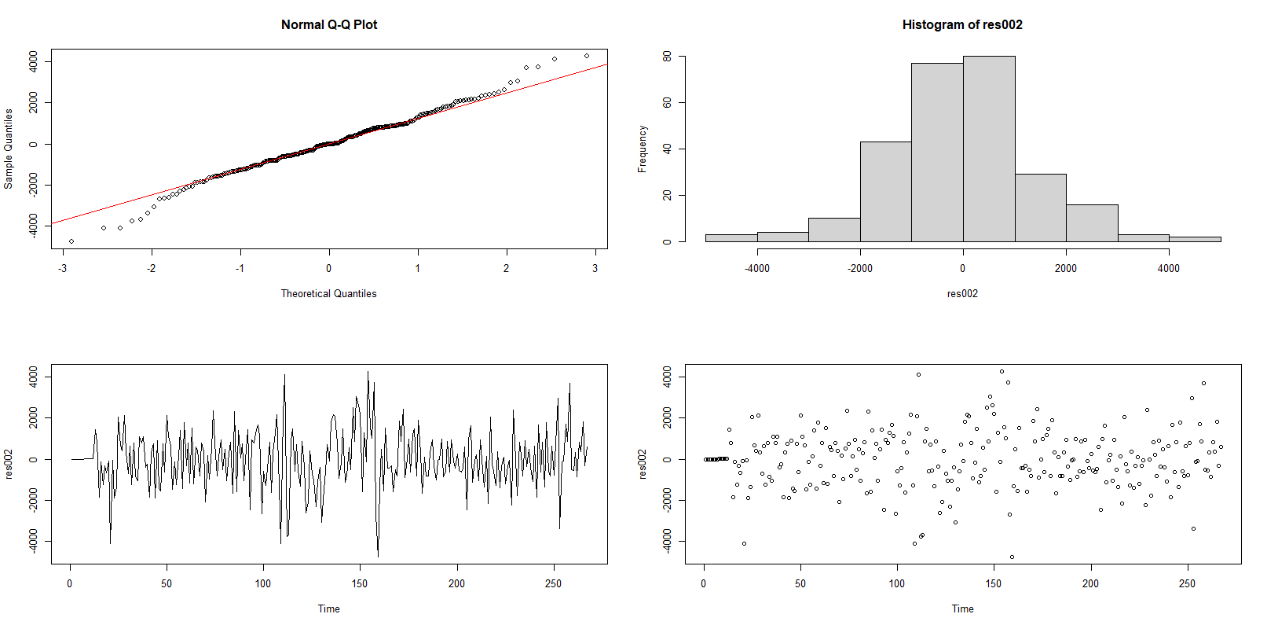 Normal Q-Q Plot
Sample Quantiles
-4000 -2000 0 2000 4000
-3 -2 -1 0 1 2 3
Theoretical Quantiles
Histogram of res002
Frequency
0 20 40 60 80
-4000 -2000 0 2000 4000
res002
res002
-4000 -2000 0 2000 4000
0 50 100 150 200 250
Time
res002
-4000 -2000 0 2000 4000
0 50 100 150 200 250
Time